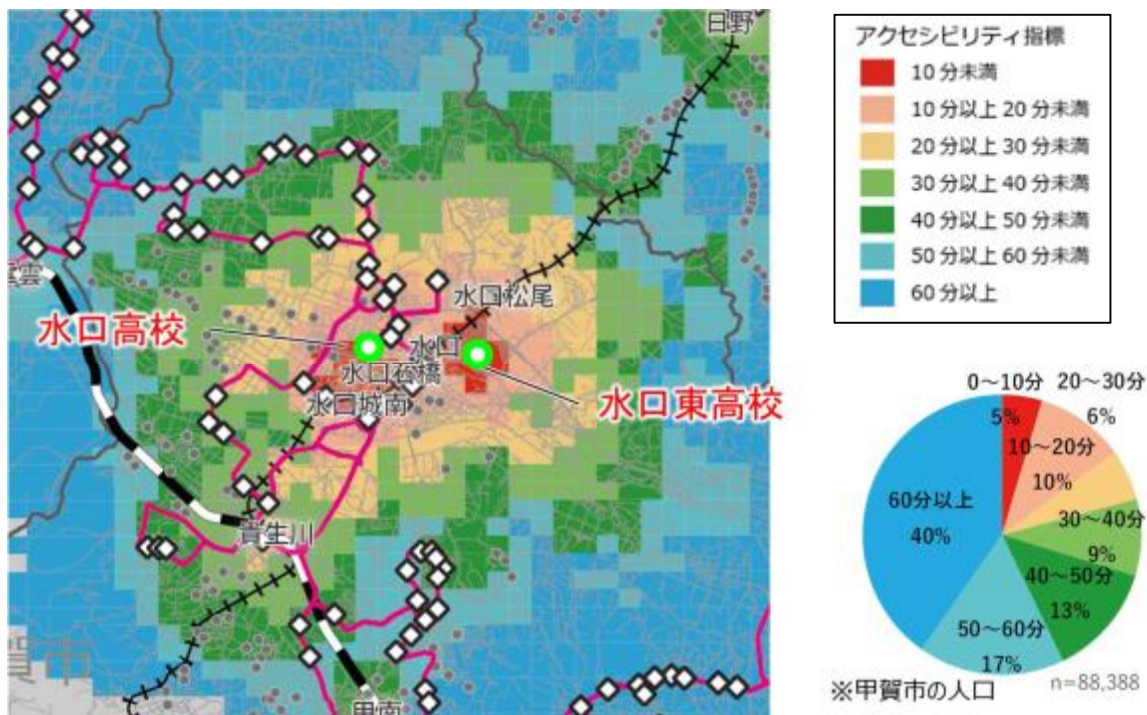 日野
水口松尾
水口高校
水口
水口石橋
水口城南
水口東高校
貴生川
甲南
アクセシビリティ指標
10分未満
10分以上20分未満
20分以上30分未満
30分以上40分未満
40分以上50分未満
50分以上60分未満
60分以上
0～10分 20～30分
5% 6%
10～20分
10%
60分以上
40%
30～40分
9%
40～50分
13%
50～60分
17%
※甲賀市の人口 n=88,388